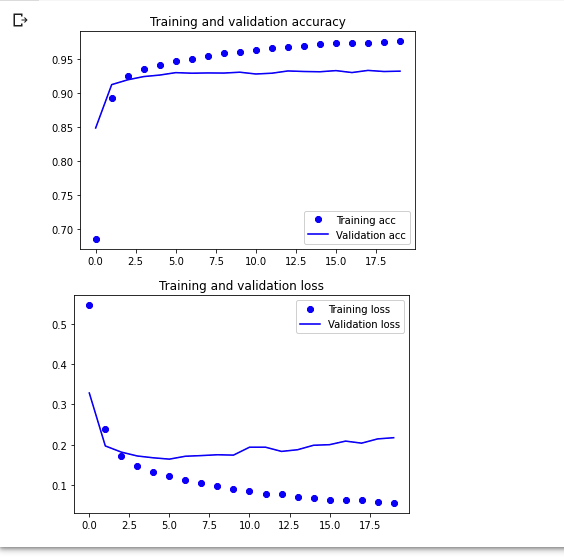 Training and validation accuracy
0.95
0.90
0.85
0.80
0.75
0.70
Training acc
Validation acc
0.0 2.5 5.0 7.5 10.0 12.5 15.0 17.5
Training and validation loss
0.5
0.4
0.3
0.2
0.1
Training loss
Validation loss
0.0 2.5 5.0 7.5 10.0 12.5 15.0 17.5